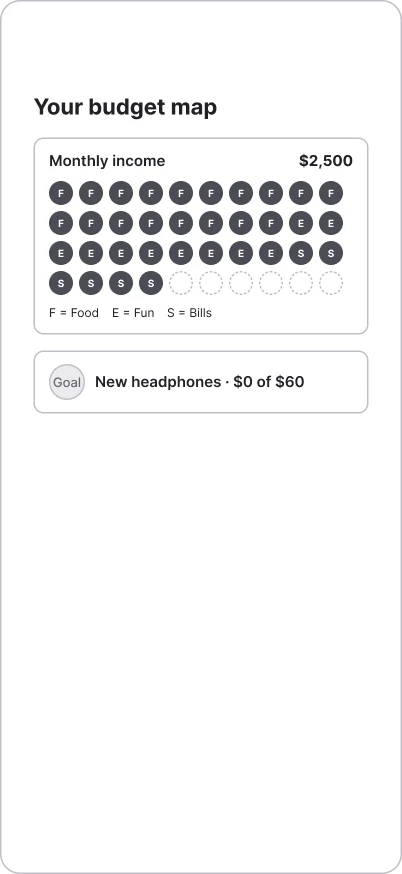 Your budget map
Monthly income $2,500
F F F F F F F F F F
F F F F F F F F E E
E E E E E E E E S S
S S S S
F = Food E = Fun S = Bills
Goal New headphones · $0 of $60